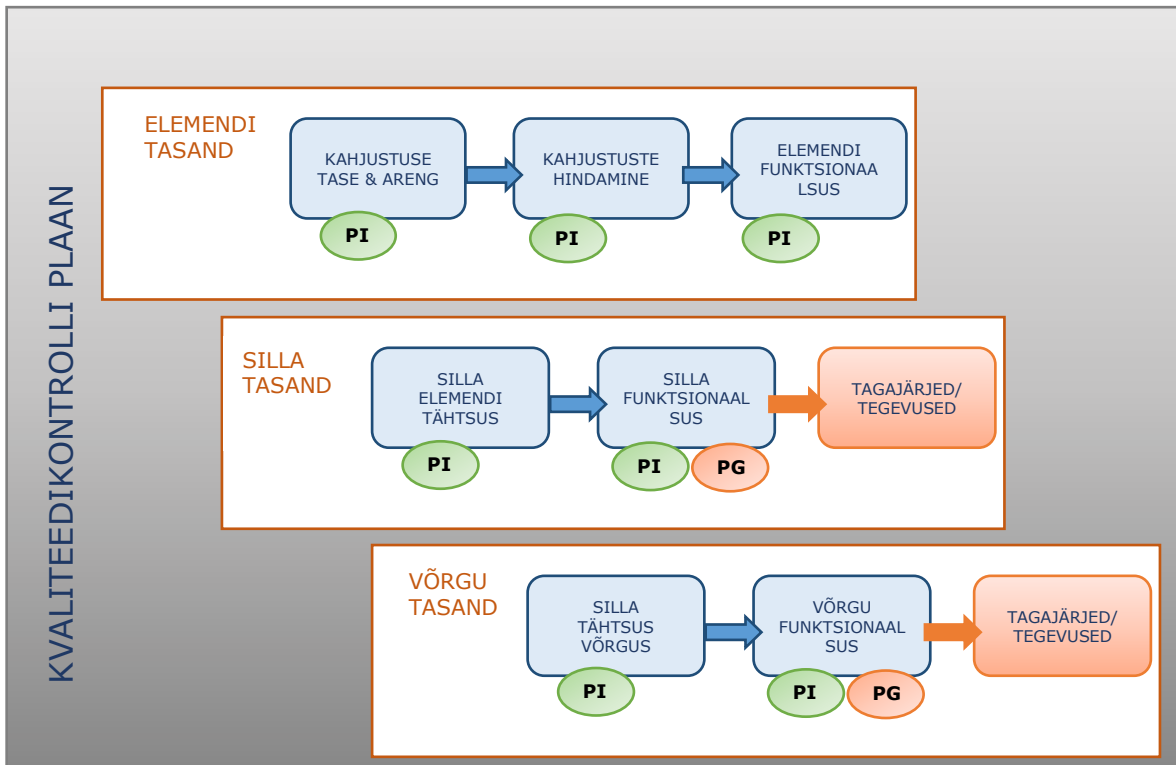 KVALITEEDIKONTROLLI PLAAN
ELEMENDI
TASAND
KAHJUSTUSE
TASE & ARENG
PI
KAHJUSTUSTE
HINDAMINE
PI
ELEMENDI
FUNKTSIONAA
LSUS
PI
SILLA
TASAND
SILLA
ELEMENDI
TÄHTSUS
PI
SILLA
FUNKTSIONAAL
SUS
PI
PG
TAGAJÄRJED/
TEGEVUSED
VÕRGU
TASAND
SILLA
TÄHTSUS
VÕRGUS
PI
VÕRGU
FUNKTSIONAAL
SUS
PI
PG
TAGAJÄRJED/
TEGEVUSED